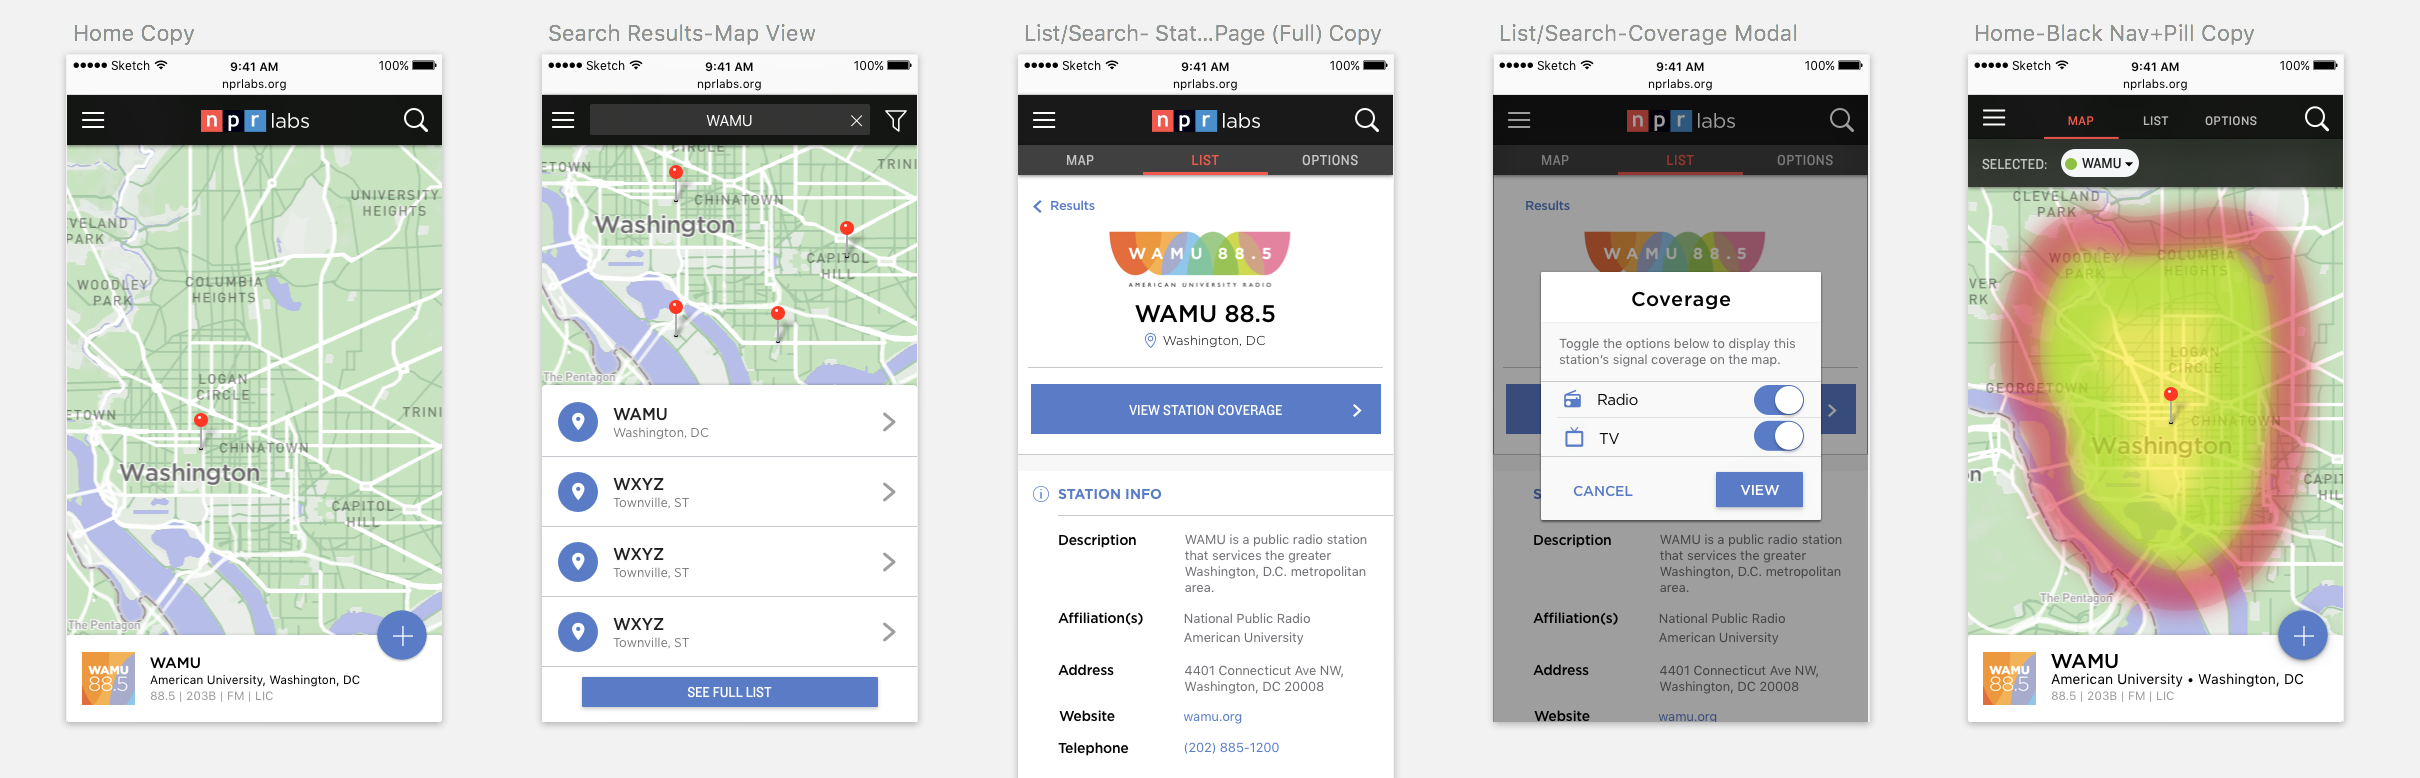 Home Copy
Sketch 9:41 AM 100%
nprlabs.org
npr labs
UNIVERSITY
HEIGHTS
VELAND
PARK
COLUMBIA
HEIGHTS
WOODLEY
PARK
LOGAN
CIRCLE
ETOWN
TRINI
CHINATOWN
Washington
CAPITOL
HILL
The Pentagon
WAMU
88.5
WAMU
American University, Washington, DC
88.5 | 203B | FM | LIC
Search Results-Map View
Sketch 9:41 AM 100%
nprlabs.org
WAMU
CIRCLE
ETOWN
TRINI
CHINATOWN
Washington
CAPITOL
HILL
The Pentagon
WAMU
Washington, DC
WXYZ
Townville, ST
WXYZ
Townville, ST
WXYZ
Townville, ST
SEE FULL LIST
List/Search- Stat...Page (Full) Copy
Sketch 9:41 AM 100%
nprlabs.org
npr labs
MAP LIST OPTIONS
Results
WAMU 88.5
AMERICAN UNIVERSITY RADIO
WAMU 88.5
Washington, DC
VIEW STATION COVERAGE
STATION INFO
Description WAMU is a public radio station
that services the greater
Washington, D.C. metropolitan
area.
Affiliation(s) National Public Radio
American University
Address 4401 Connecticut Ave NW,
Washington, DC 20008
Website wamu.org
Telephone (202) 885-1200
List/Search-Coverage Modal
Sketch 9:41 AM 100%
nprlabs.org
npr labs
MAP LIST OPTIONS
Results
WAMU 88.5
Coverage
Toggle the options below to display this
station's signal coverage on the map.
Radio
TV
CANCEL VIEW
S
Description WAMU is a public radio station
that services the greater
Washington, D.C. metropolitan
area.
Affiliation(s) National Public Radio
American University
Address 4401 Connecticut Ave NW,
Washington, DC 20008
Website wamu.org
Home-Black Nav+Pill Copy
Sketch 9:41 AM 100%
nprlabs.org
MAP LIST OPTIONS
SELECTED: WAMU
CLEVELAND
PARK
WOODLEY
PARK
COLUMBIA
HEIGHTS
VER
RK
LOGAN
CIRCLE
GEORGETOWN
TRINI
CHINATOWN
Washington
on
CAPIT
HILL
The Pentagon
WAMU
88.5
WAMU
American University • Washington, DC
88.5 | 203B | FM | LIC